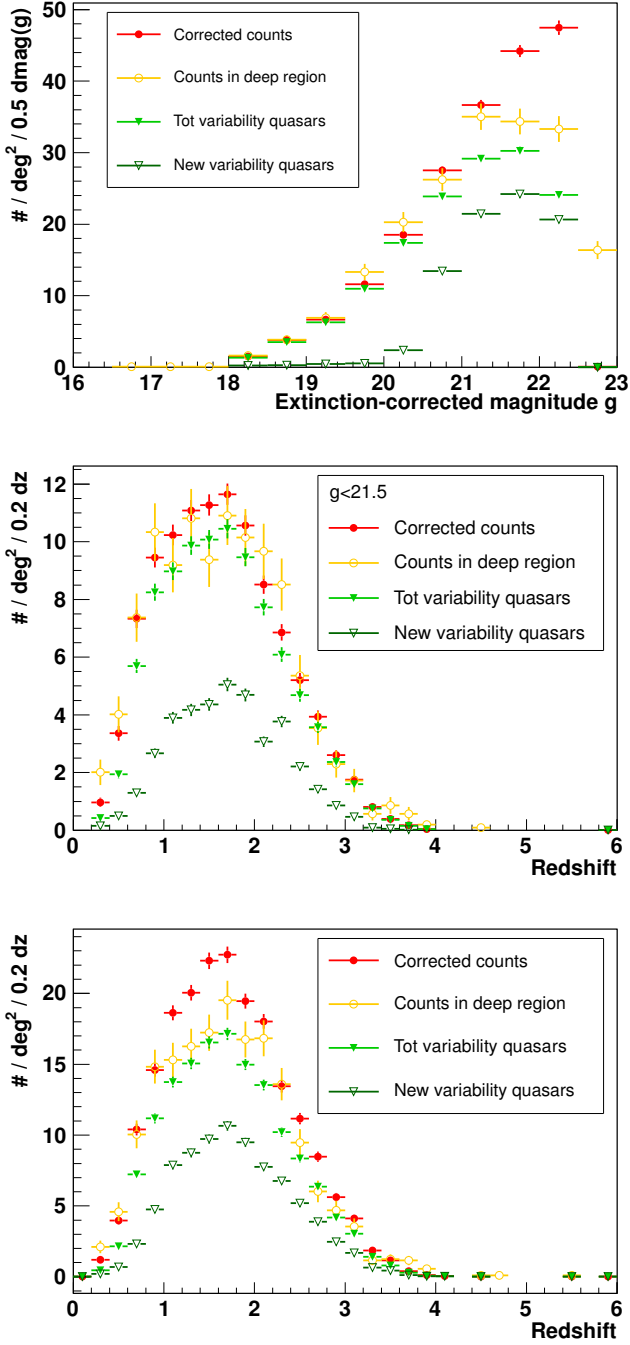 # / deg² / 0.5 dmag(g)
50
40
30
20
10
0
Corrected counts
Counts in deep region
Tot variability quasars
New variability quasars
16 17 18 19 20 21 22 23
Extinction-corrected magnitude g
# / deg² / 0.2 dz
12
10
8
6
4
2
0
g<21.5
Corrected counts
Counts in deep region
Tot variability quasars
New variability quasars
0 1 2 3 4 5 6
Redshift
# / deg² / 0.2 dz
20
15
10
5
0
Corrected counts
Counts in deep region
Tot variability quasars
New variability quasars
0 1 2 3 4 5 6
Redshift